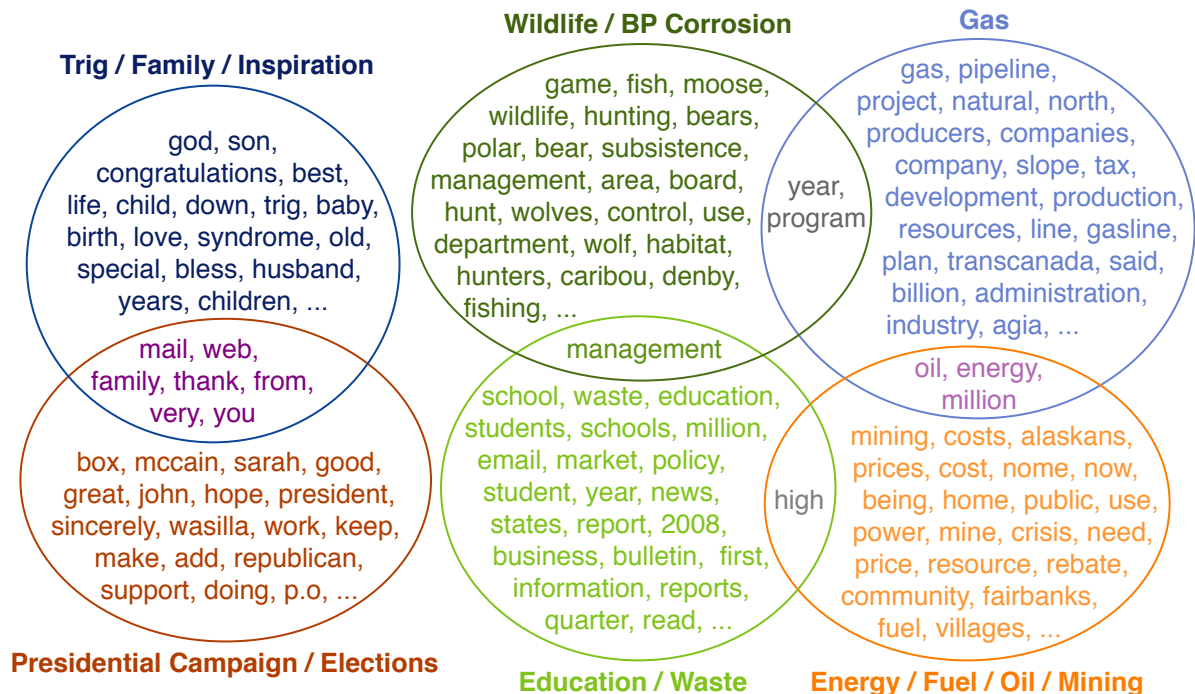 Trig / Family / Inspiration
god, son,
congratulations, best,
life, child, down, trig, baby,
birth, love, syndrome, old,
special, bless, husband,
years, children, ...
mail, web,
family, thank, from,
very, you
box, mccain, sarah, good,
great, john, hope, president,
sincerely, wasilla, work, keep,
make, add, republican,
support, doing, p.o, ...
Presidential Campaign / Elections
Wildlife / BP Corrosion
game, fish, moose,
wildlife, hunting, bears,
polar, bear, subsistence,
management, area, board,
hunt, wolves, control, use,
department, wolf, habitat,
hunters, caribou, denby,
fishing, ...
year,
program
management
school, waste, education,
students, schools, million,
email, market, policy,
student, year, news,
states, report, 2008,
business, bulletin, first,
information, reports,
quarter, read, ...
Education / Waste
high
Gas
gas, pipeline,
project, natural, north,
producers, companies,
company, slope, tax,
development, production,
resources, line, gasline,
plan, transcanada, said,
billion, administration,
industry, agia, ...
oil, energy,
million
mining, costs, alaskans,
prices, cost, nome, now,
being, home, public, use,
power, mine, crisis, need,
price, resource, rebate,
community, fairbanks,
fuel, villages, ...
Energy / Fuel / Oil / Mining